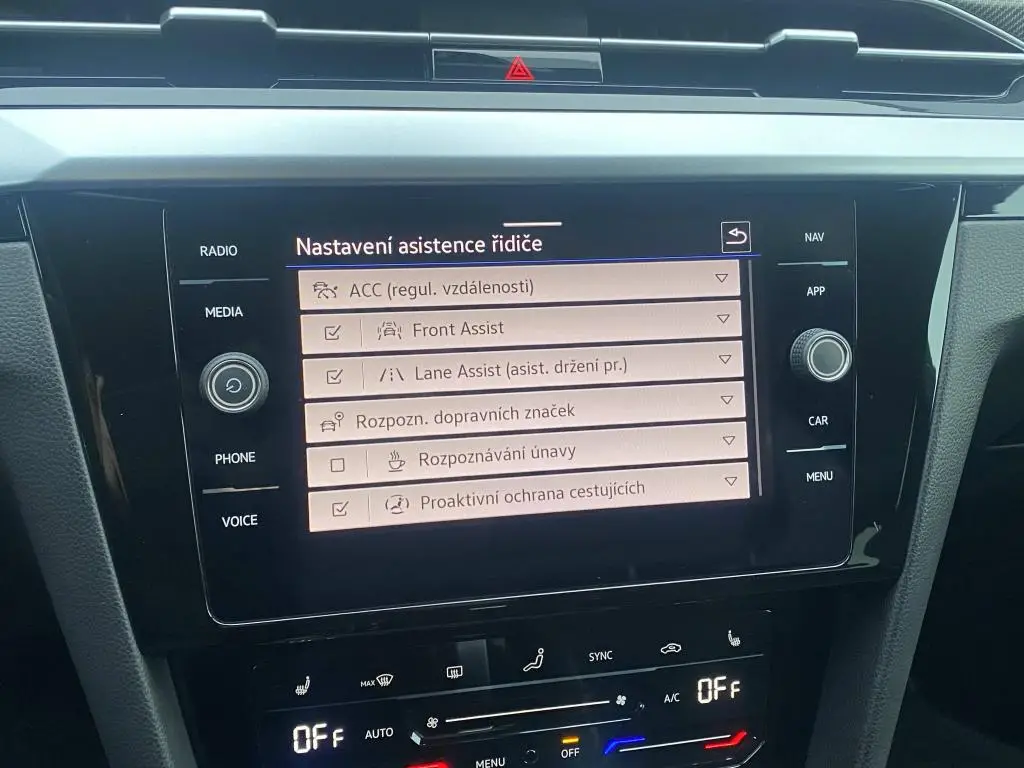 RADIO
MEDIA
PHONE
VOICE
Nastavení asistence řidiče
ACC (regul. vzdálenosti)
Front Assist
Lane Assist (asist. držení pr.)
Rozpozn. dopravních značek
Rozpoznávání únavy
Proaktivní ochrana cestujících
NAV
APP
CAR
MENU
MAX
SYNC
OFF
AUTO
A/C
OFF
MENU
OFF